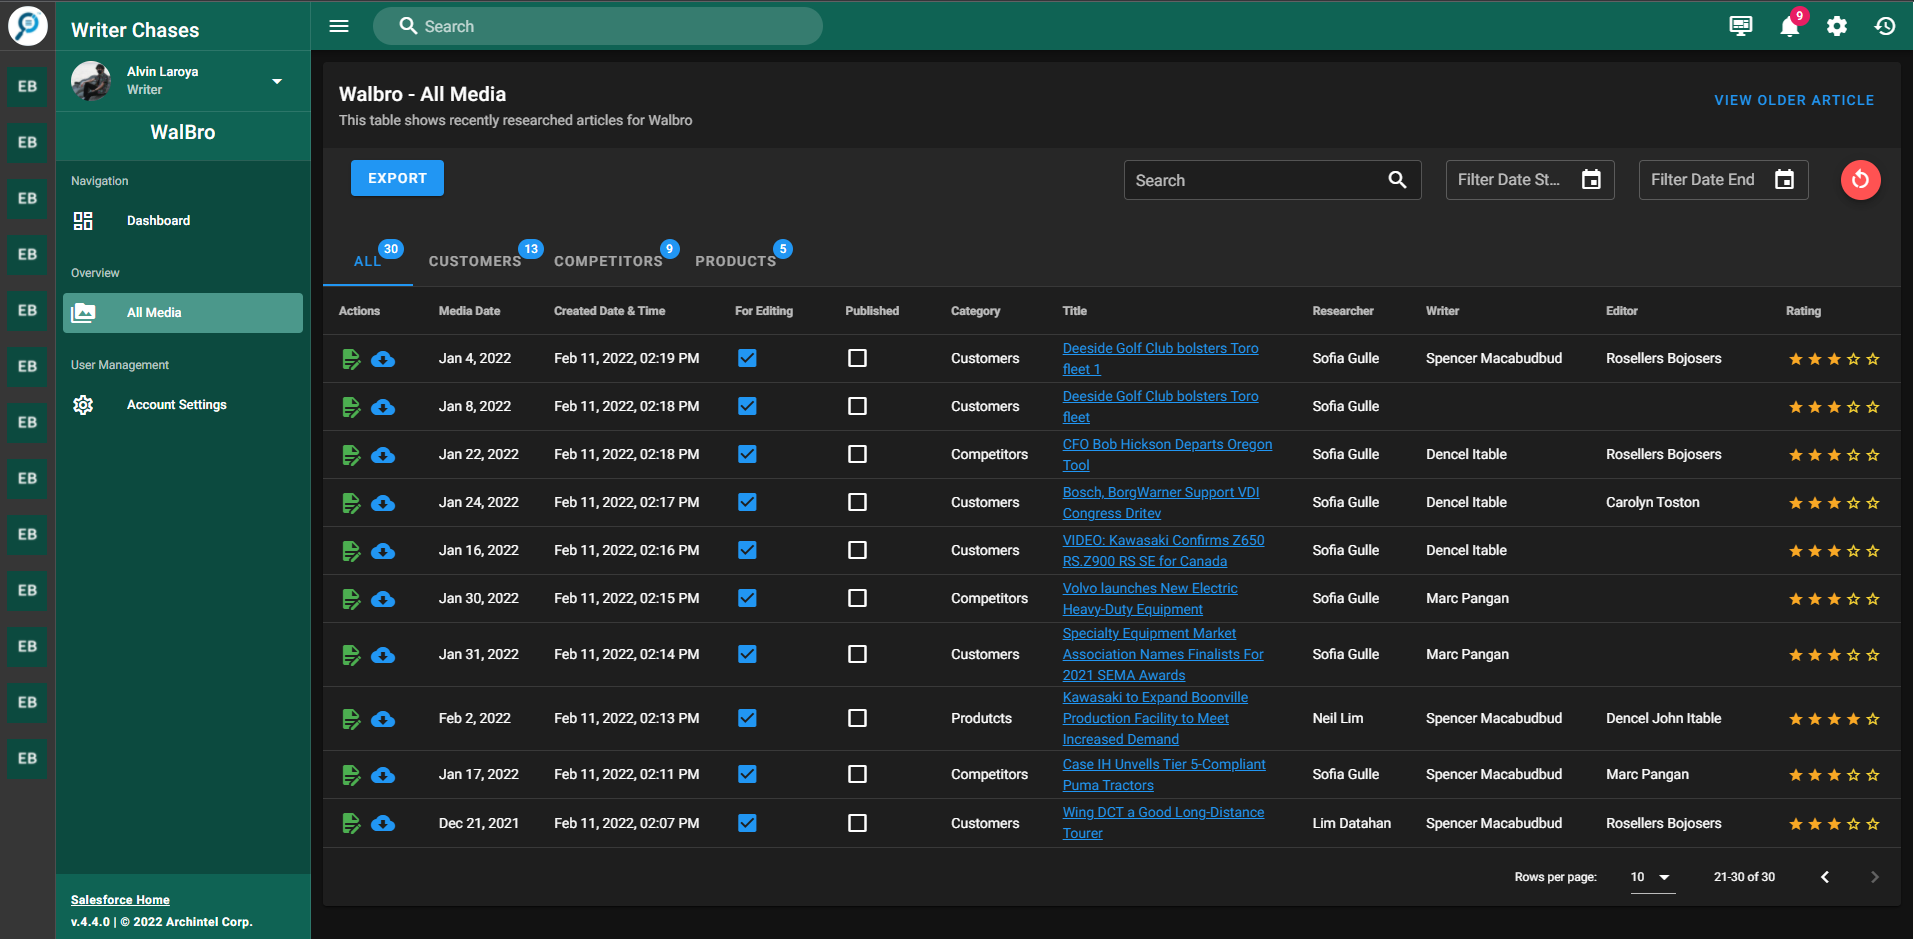 Writer Chases
Search
9
Alvin Laroya
Writer
WalBro
Navigation
Dashboard
Overview
All Media
User Management
Account Settings
Salesforce Home
v.4.4.0 | © 2022 Archintel Corp.
EB
EB
EB
EB
EB
EB
EB
EB
EB
EB
EB
EB
EB
Walbro - All Media
This table shows recently researched articles for Walbro
VIEW OLDER ARTICLE
EXPORT
Search
Filter Date St...
Filter Date End
ALL 30 CUSTOMERS 13 COMPETITORS 9 PRODUCTS 5
Actions Media Date Created Date & Time For Editing Published Category Title Researcher Writer Editor Rating
Jan 4, 2022 Feb 11, 2022, 02:19 PM Customers Deeside Golf Club bolsters Toro
fleet 1 Sofia Gulle Spencer Macabudbud Rosellers Bojosers
Jan 8, 2022 Feb 11, 2022, 02:18 PM Customers Deeside Golf Club bolsters Toro
fleet Sofia Gulle
Jan 22, 2022 Feb 11, 2022, 02:18 PM Competitors CFO Bob Hickson Departs Oregon
Tool Sofia Gulle Dencel Itable Rosellers Bojosers
Jan 24, 2022 Feb 11, 2022, 02:17 PM Customers Bosch, BorgWarner Support VDI
Congress Dritev Sofia Gulle Dencel Itable Carolyn Toston
Jan 16, 2022 Feb 11, 2022, 02:16 PM Customers VIDEO: Kawasaki Confirms Z650
RS.Z900 RS SE for Canada Sofia Gulle Dencel Itable
Jan 30, 2022 Feb 11, 2022, 02:15 PM Competitors Volvo launches New Electric
Heavy-Duty Equipment Sofia Gulle Marc Pangan
Jan 31, 2022 Feb 11, 2022, 02:14 PM Customers Specialty Equipment Market
Association Names Finalists For
2021 SEMA Awards Sofia Gulle Marc Pangan
Feb 2, 2022 Feb 11, 2022, 02:13 PM Produtcts Kawasaki to Expand Boonville
Production Facility to Meet
Increased Demand Neil Lim Spencer Macabudbud Dencel John Itable
Jan 17, 2022 Feb 11, 2022, 02:11 PM Competitors Case IH Unvells Tier 5-Compliant
Puma Tractors Sofia Gulle Spencer Macabudbud Marc Pangan
Dec 21, 2021 Feb 11, 2022, 02:07 PM Customers Wing DCT a Good Long-Distance
Tourer Lim Datahan Spencer Macabudbud Rosellers Bojosers
Rows per page: 10 21-30 of 30